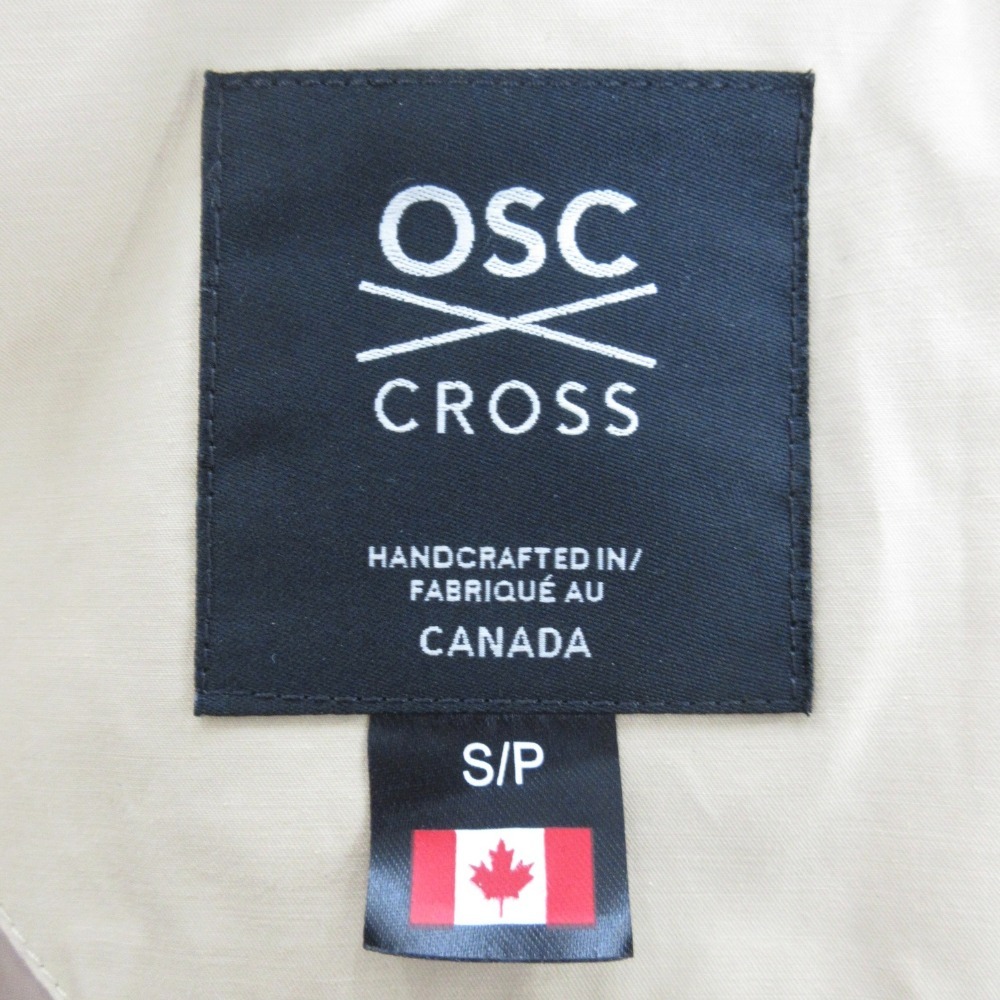 OSC
CROSS
HANDCRAFTED IN/
FABRIQUÉ AU
CANADA
S/P